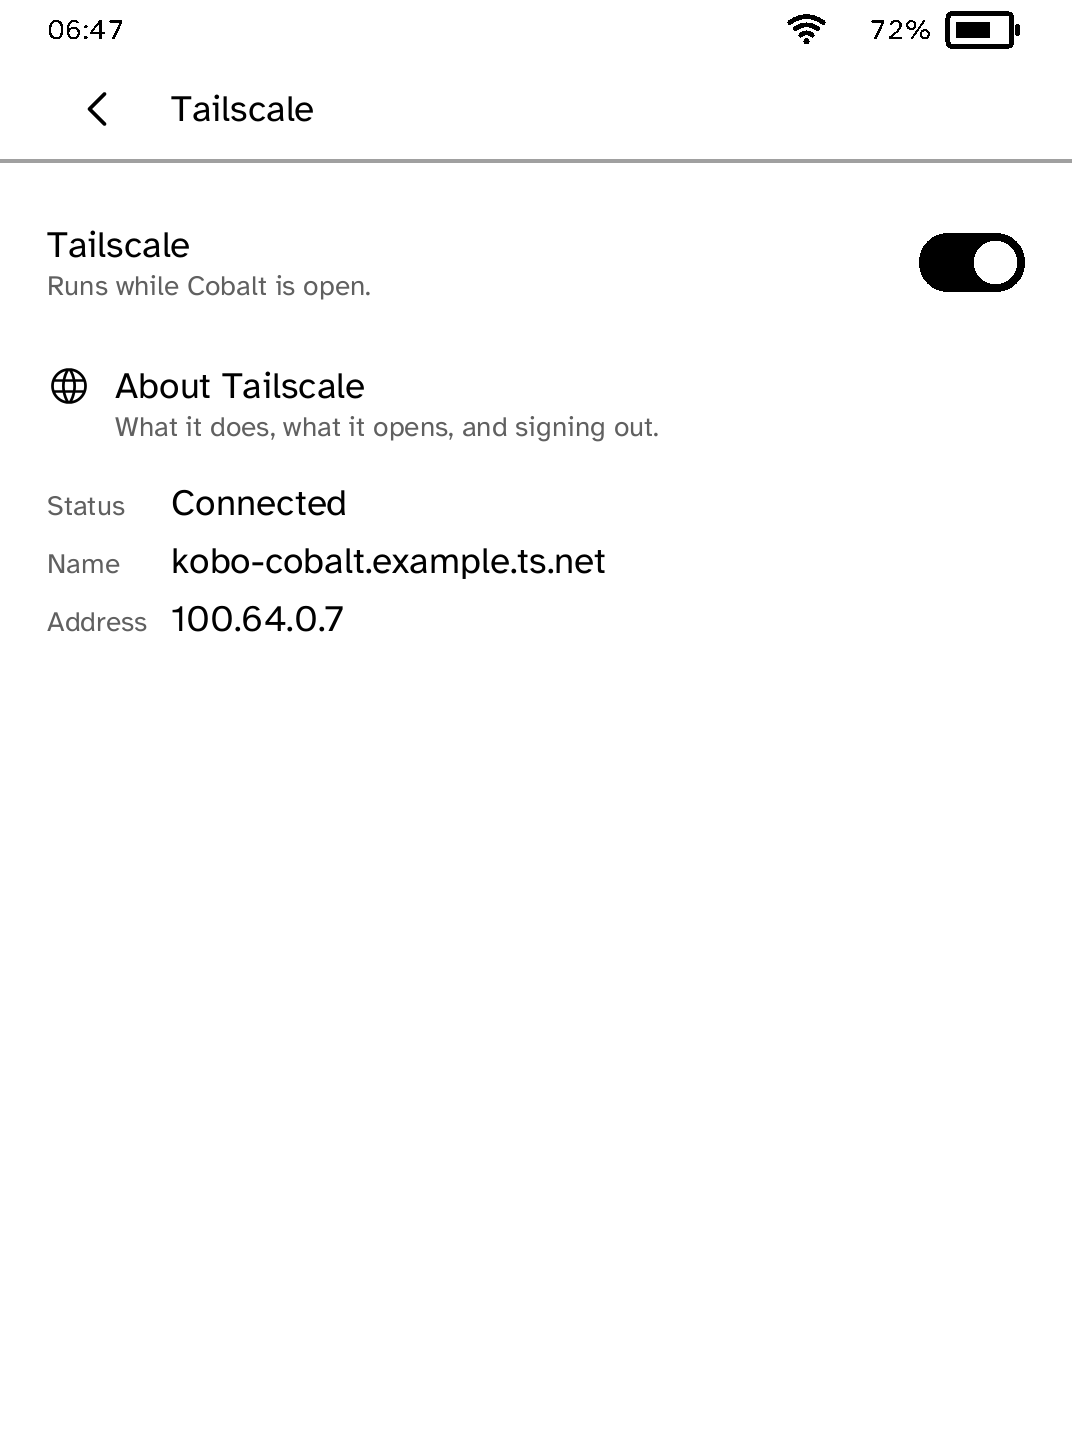 06:47
72%
Tailscale
Tailscale
Runs while Cobalt is open.
About Tailscale
What it does, what it opens, and signing out.
Status Connected
Name kobo-cobalt.example.ts.net
Address 100.64.0.7